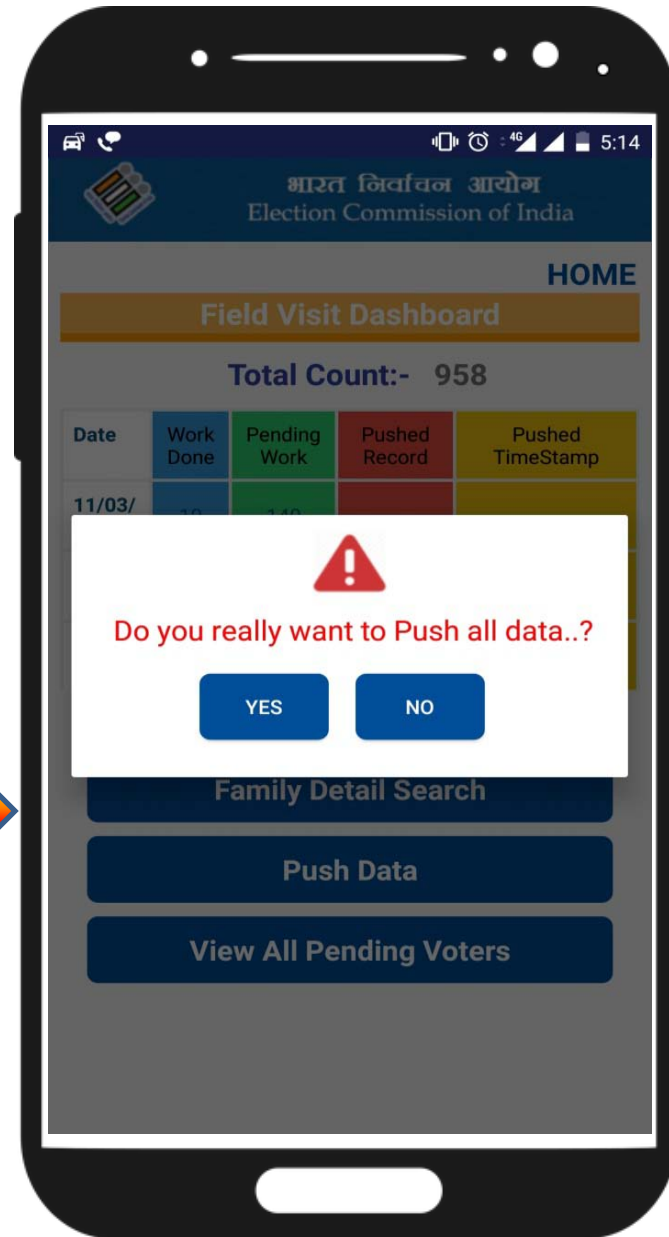 4G 5:14
भारत निर्वाचन आयोग
Election Commission of India
HOME
Field Visit Dashboard
Total Count:- 958
Date Work Done Pending Work Pushed Record Pushed TimeStamp
11/03/
Do you really want to Push all data..?
YES NO
Family Detail Search
Push Data
View All Pending Voters